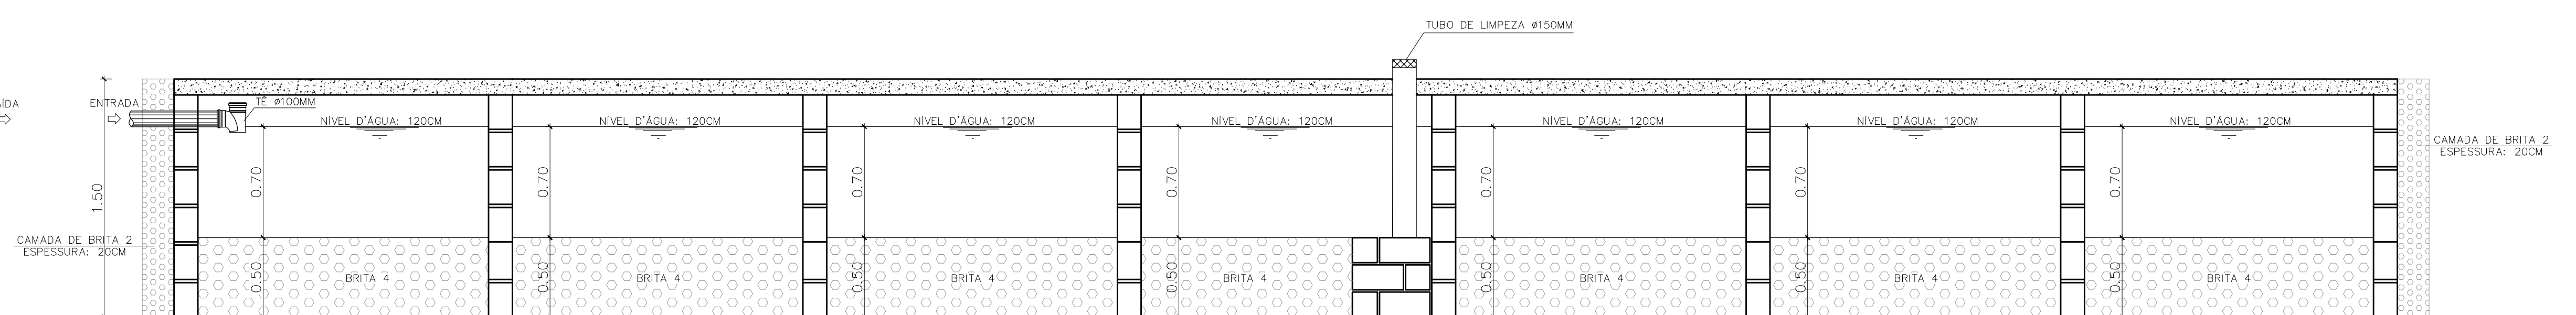 TUBO DE LIMPEZA ø150MM
ENTRADA
TÊ ø100MM
NÍVEL D'ÁGUA: 120CM
NÍVEL D'ÁGUA: 120CM
NÍVEL D'ÁGUA: 120CM
NÍVEL D'ÁGUA: 120CM
NÍVEL D'ÁGUA: 120CM
NÍVEL D'ÁGUA: 120CM
NÍVEL D'ÁGUA: 120CM
CAMADA DE BRITA 2
ESPESSURA: 20CM
1.50
0.70
0.70
0.70
0.70
0.70
0.70
0.70
CAMADA DE BRITA 2
ESPESSURA: 20CM
0.50
0.50
0.50
0.50
0.50
0.50
0.50
BRITA 4
BRITA 4
BRITA 4
BRITA 4
BRITA 4
BRITA 4
BRITA 4